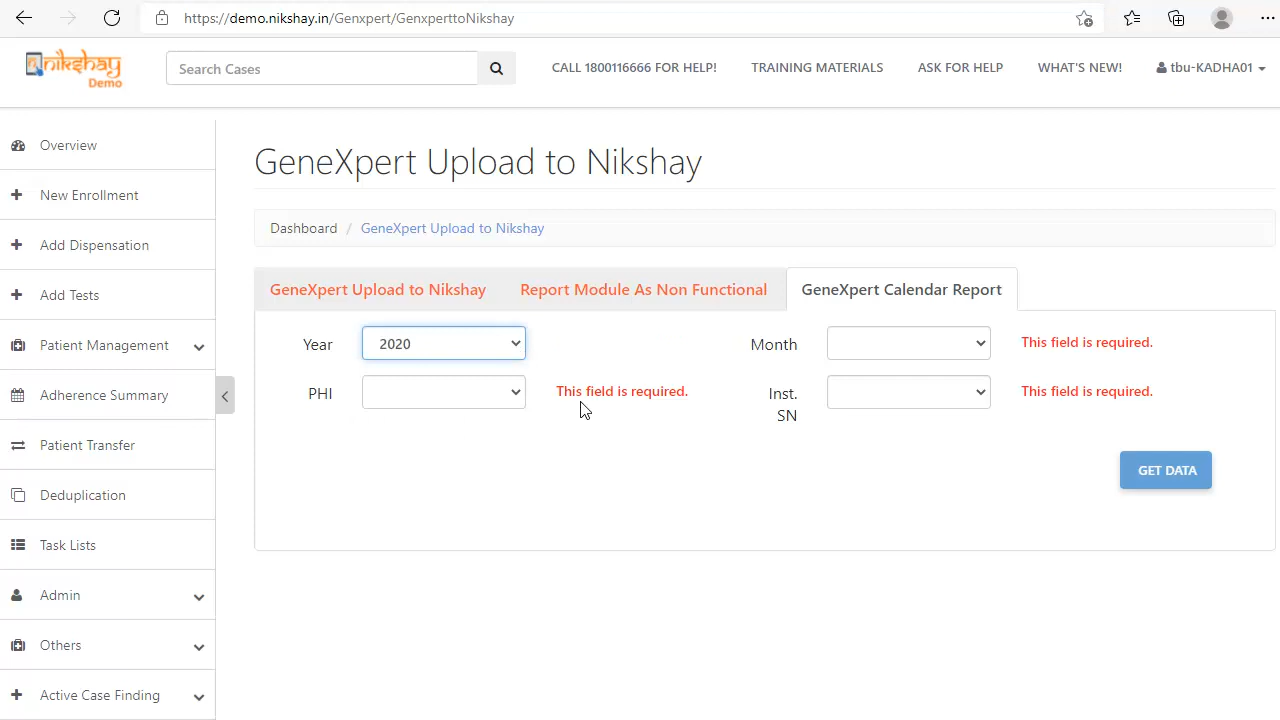 https://demo.nikshay.in/Genxpert/GenxperttoNikshay
nikshay
Demo
Search Cases
CALL 1800116666 FOR HELP!
TRAINING MATERIALS
ASK FOR HELP
WHAT'S NEW!
tbu-KADHA01
Overview
New Enrollment
Add Dispensation
Add Tests
Patient Management
Adherence Summary
Patient Transfer
Deduplication
Task Lists
Admin
Others
Active Case Finding
GeneXpert Upload to Nikshay
Dashboard / GeneXpert Upload to Nikshay
GeneXpert Upload to Nikshay
Report Module As Non Functional
GeneXpert Calendar Report
Year 2020
Month This field is required.
PHI This field is required.
Inst. SN This field is required.
GET DATA